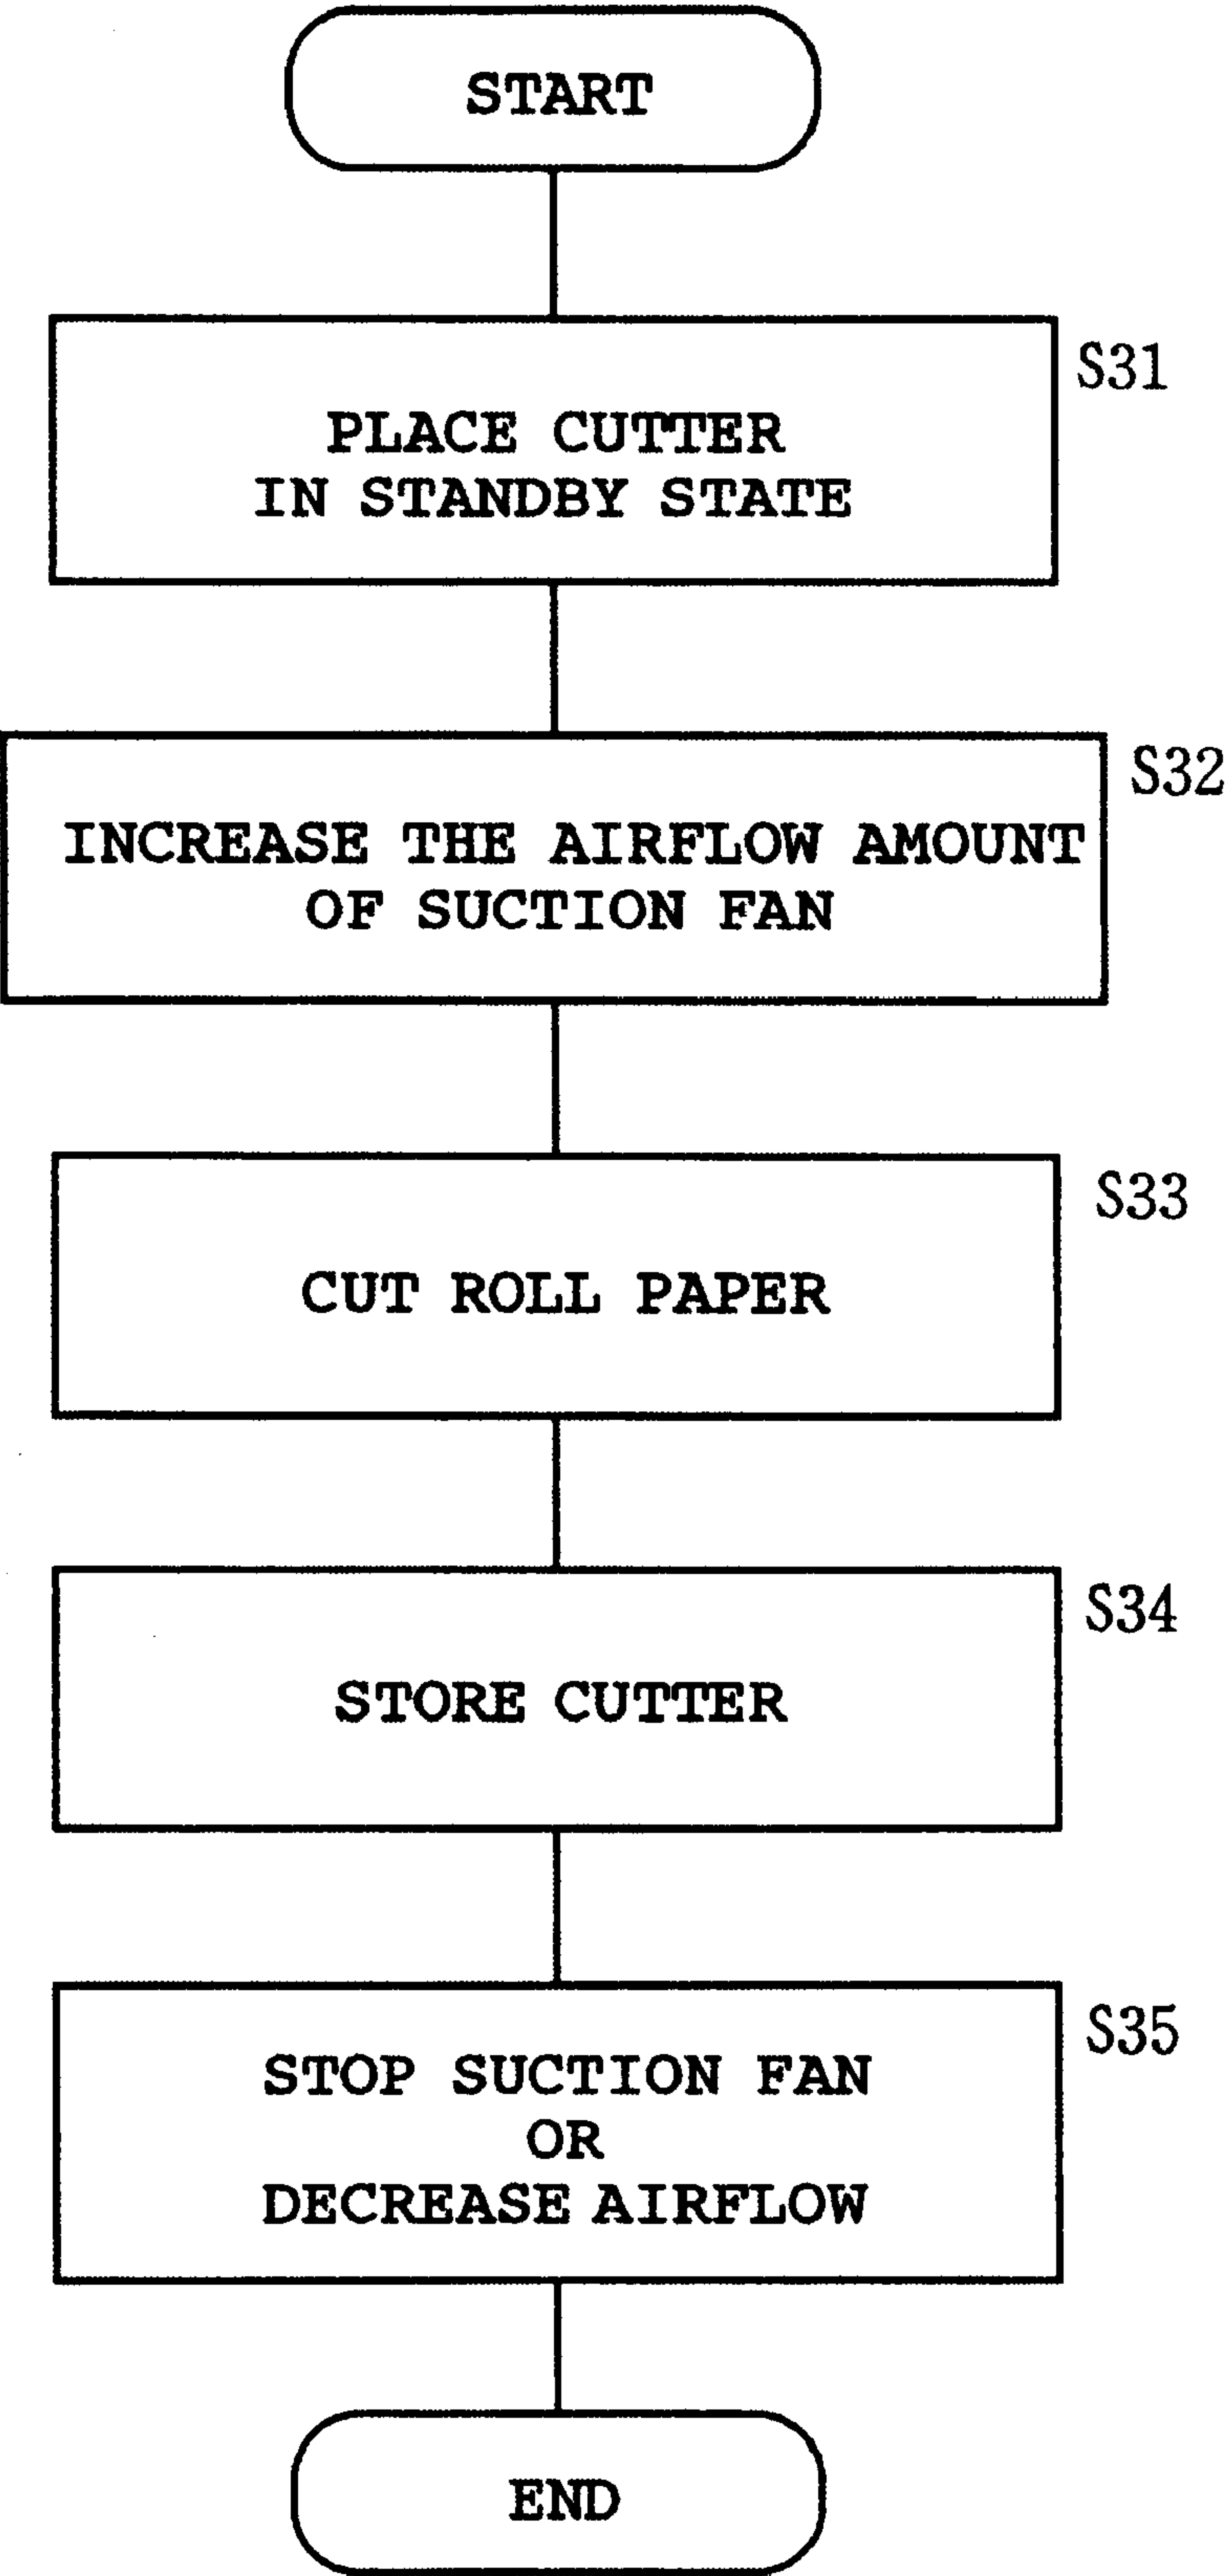 START
S31
PLACE CUTTER
IN STANDBY STATE
S32
INCREASE THE AIRFLOW AMOUNT
OF SUCTION FAN
S33
CUT ROLL PAPER
S34
STORE CUTTER
S35
STOP SUCTION FAN
OR
DECREASE AIRFLOW
END